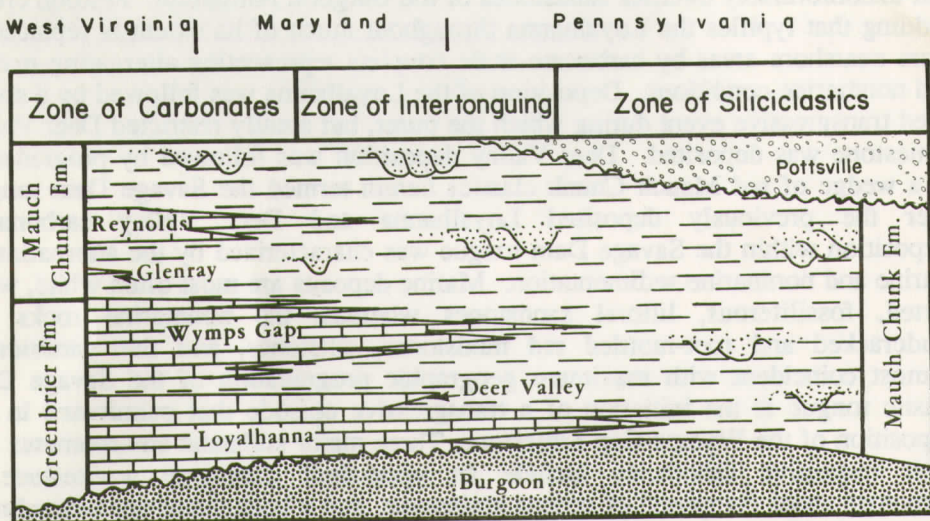 West Virginia
Maryland
Pennsylvania
Zone of Carbonates
Zone of Intertonguing
Zone of Siliciclastics
Mauch Chunk Fm.
Greenbrier Fm.
Mauch Chunk Fm.
Pottsville
Reynolds
Glenray
Wymps Gap
Deer Valley
Loyalhanna
Burgoon